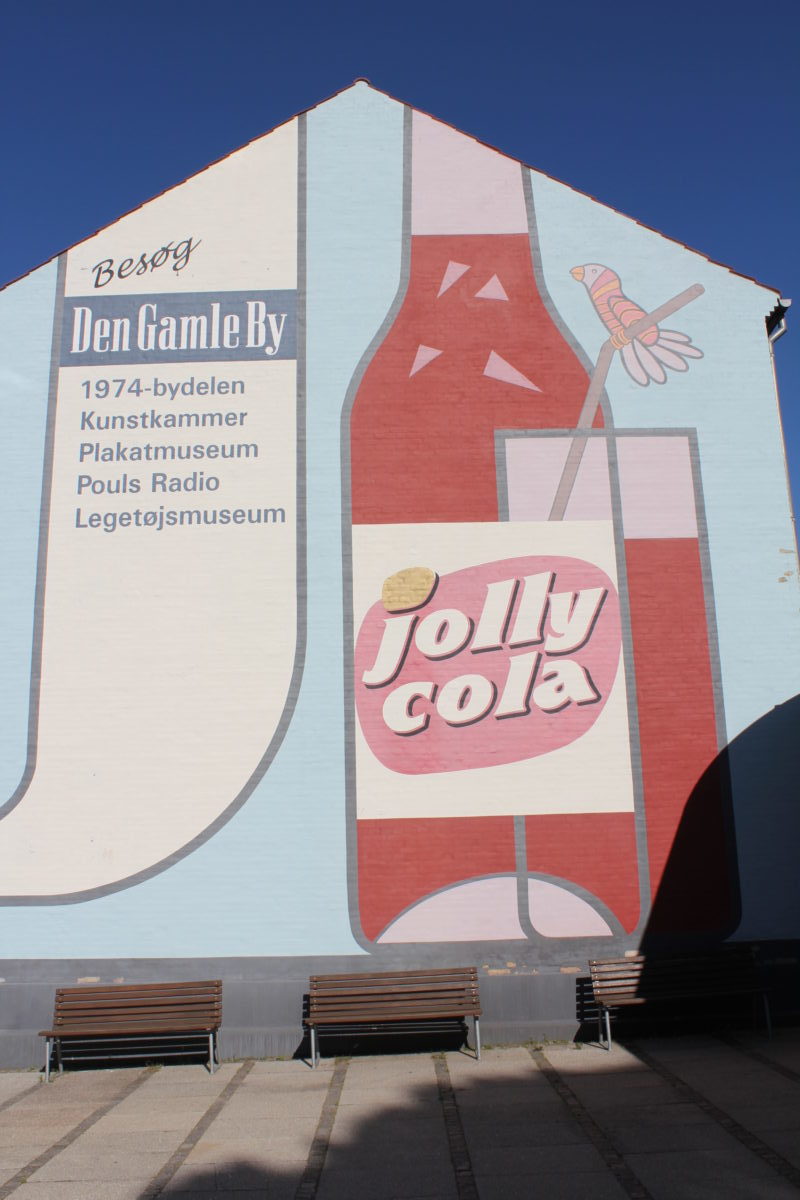 Besøg
Den Gamle By
1974-bydelen
Kunstkammer
Plakatmuseum
Pouls Radio
Legetøjsmuseum
jolly
cola